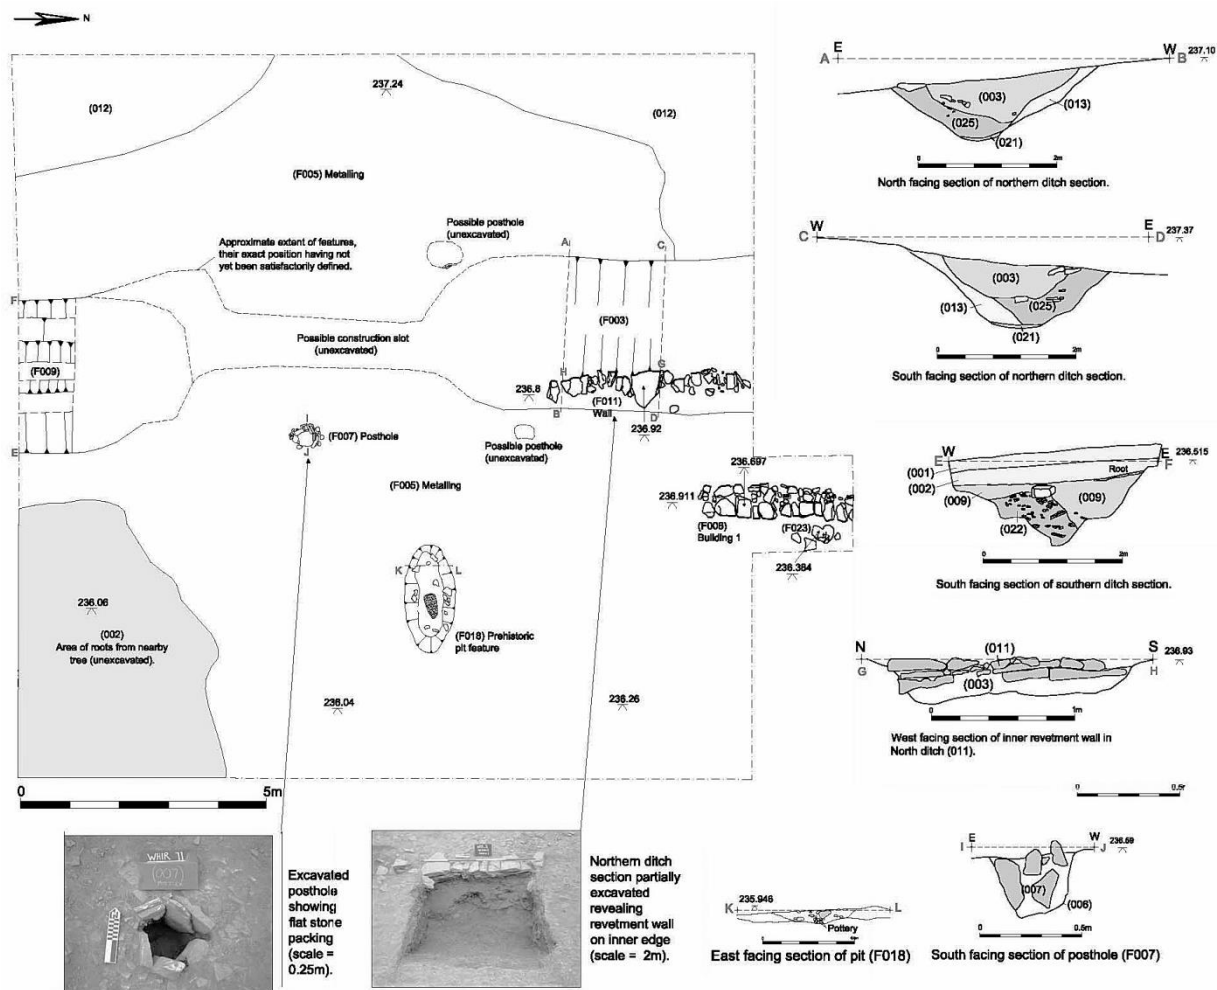 N
237.24
(012)
(012)
(F005) Metalling
Possible posthole
(unexcavated)
Approximate extent of features,
their exact position having not
yet been satisfactorily defined.
A
C
F
(F003)
Possible construction slot
(unexcavated)
(F009)
H
G
236.8
(F011)
Wall
B
D
236.92
I
(F007) Posthole
J
E
Possible posthole
(unexcavated)
(F005) Metalling
236.697
236.911
(F008)
Building 1
(F023)
236.384
K
L
(F018) Prehistoric
pit feature
236.06
(002)
Area of roots from nearby
tree (unexcavated).
236.04
236.26
0
5m
WHIR 11
(007)
Excavated
posthole
showing
flat stone
packing
(scale =
0.25m).
Northern ditch
section partially
excavated
revealing
revetment wall
on inner edge
(scale = 2m).
E
W
237.10
A
B
(003)
(013)
(025)
(021)
0
2m
North facing section of northern ditch section.
W
E
C
D
237.37
(003)
(013)
(025)
(021)
0
2m
South facing section of northern ditch section.
W
E
236.515
E
F
(001)
Root
(002)
(009)
(009)
(022)
0
2m
South facing section of southern ditch section.
N
(011)
S
236.93
G
H
(003)
0
1m
West facing section of inner revetment wall in
North ditch (011).
0
0.5m
E
W
236.59
I
J
(007)
(006)
0
0.5m
South facing section of posthole (F007)
235.946
K
L
Pottery
East facing section of pit (F018)